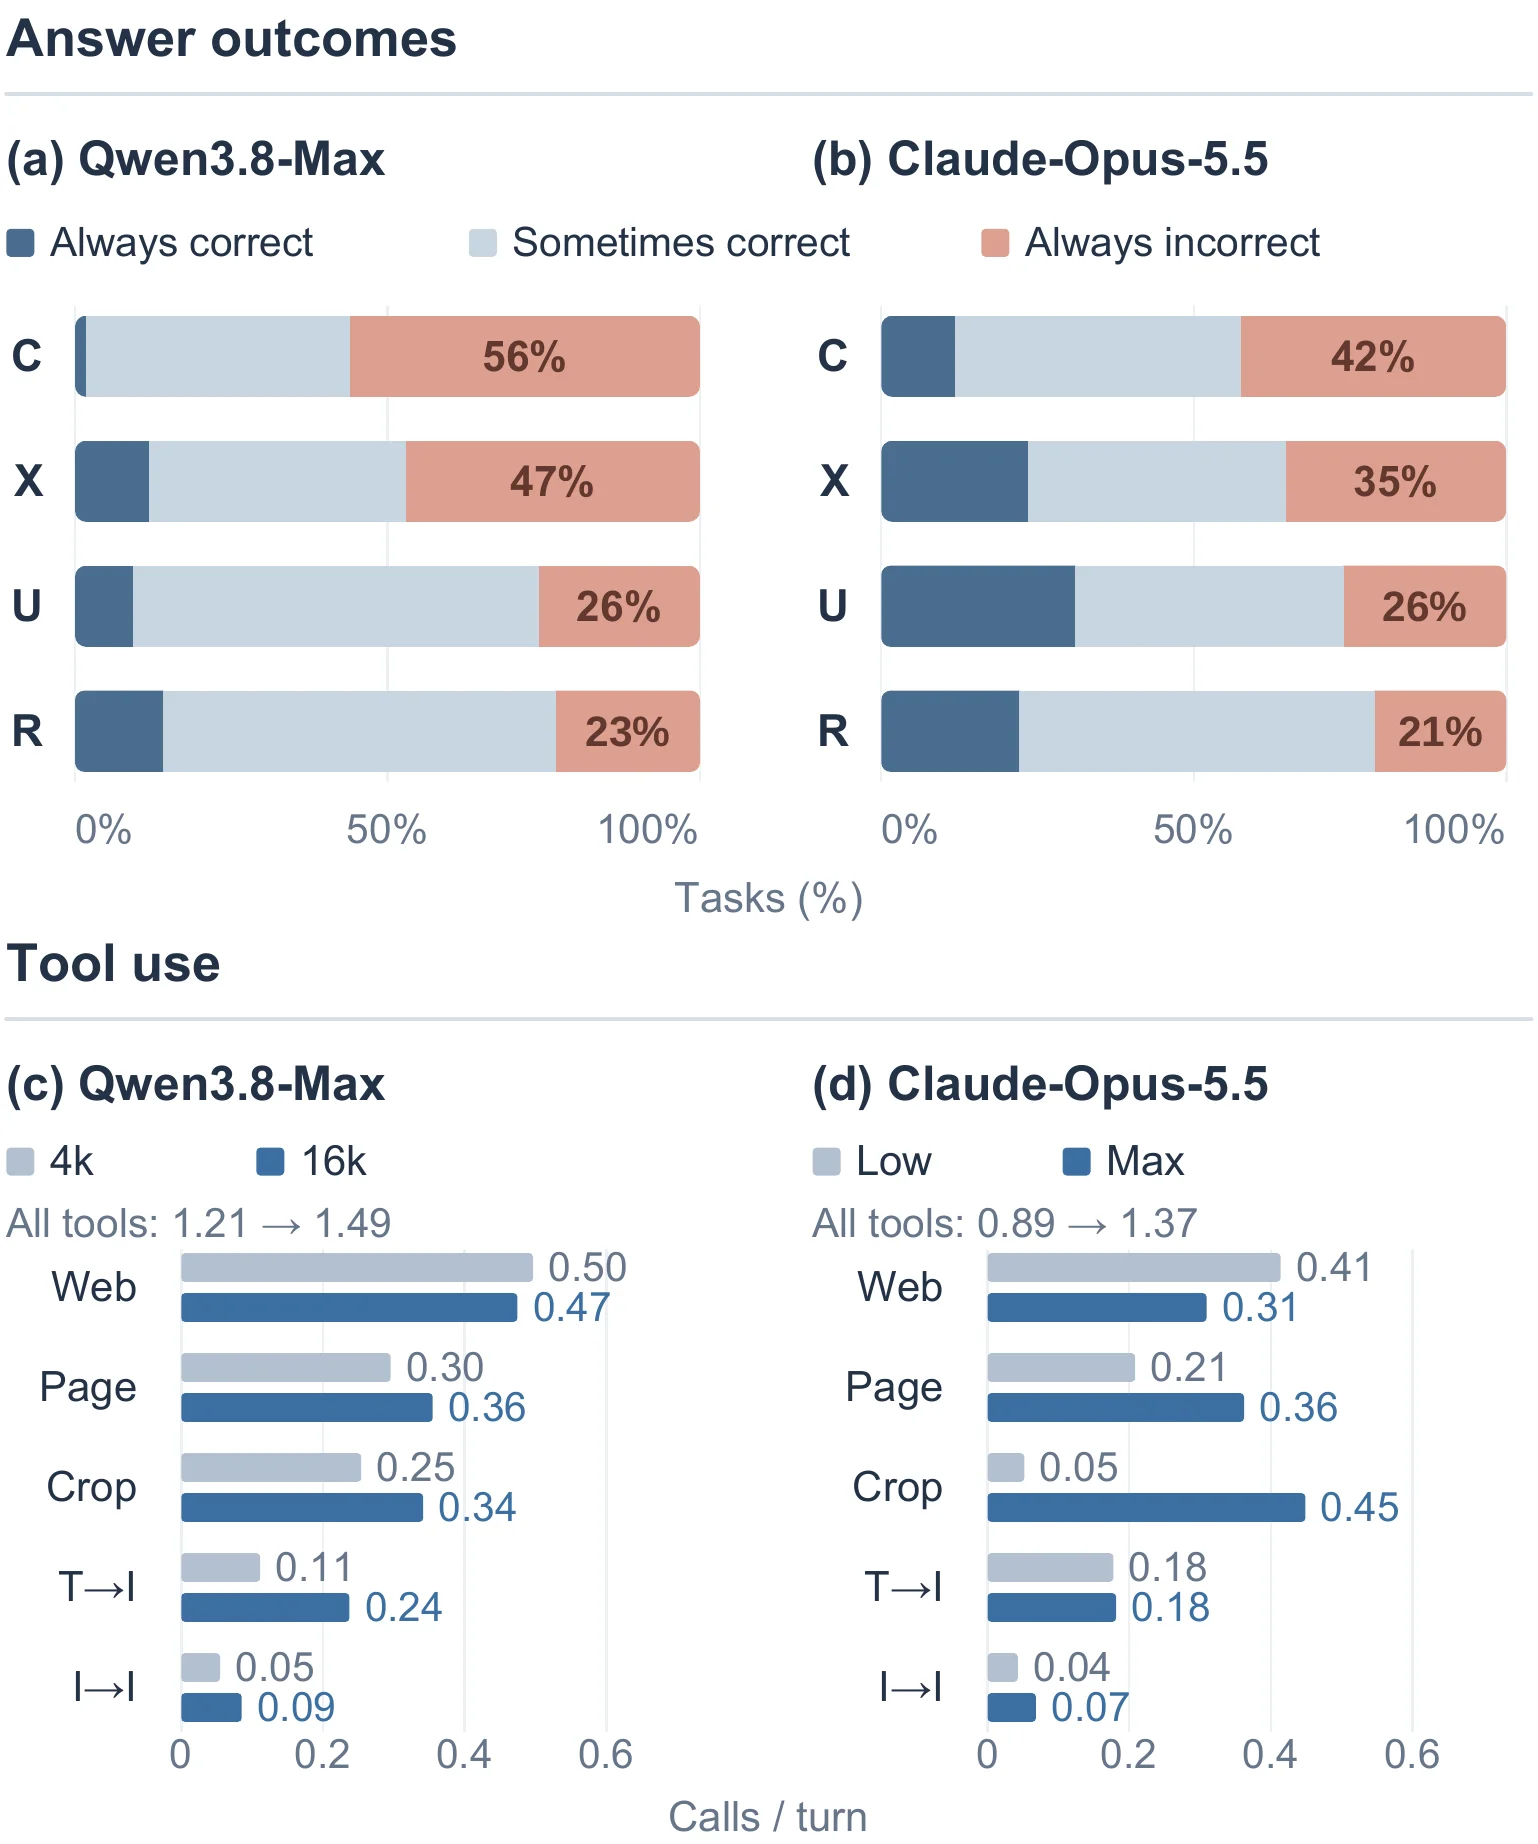 Answer outcomes
(a) Qwen3.8-Max
(b) Claude-Opus-5.5
Always correct
Sometimes correct
Always incorrect
C
56%
X
47%
U
26%
R
23%
0% 50% 100%
C
42%
X
35%
U
26%
R
21%
0% 50% 100%
Tasks (%)
Tool use
(c) Qwen3.8-Max
4k
16k
All tools: 1.21 → 1.49
Web
0.50
0.47
Page
0.30
0.36
Crop
0.25
0.34
T→I
0.11
0.24
I→I
0.05
0.09
0 0.2 0.4 0.6
(d) Claude-Opus-5.5
Low
Max
All tools: 0.89 → 1.37
Web
0.41
0.31
Page
0.21
0.36
Crop
0.05
0.45
T→I
0.18
0.18
I→I
0.04
0.07
0 0.2 0.4 0.6
Calls / turn